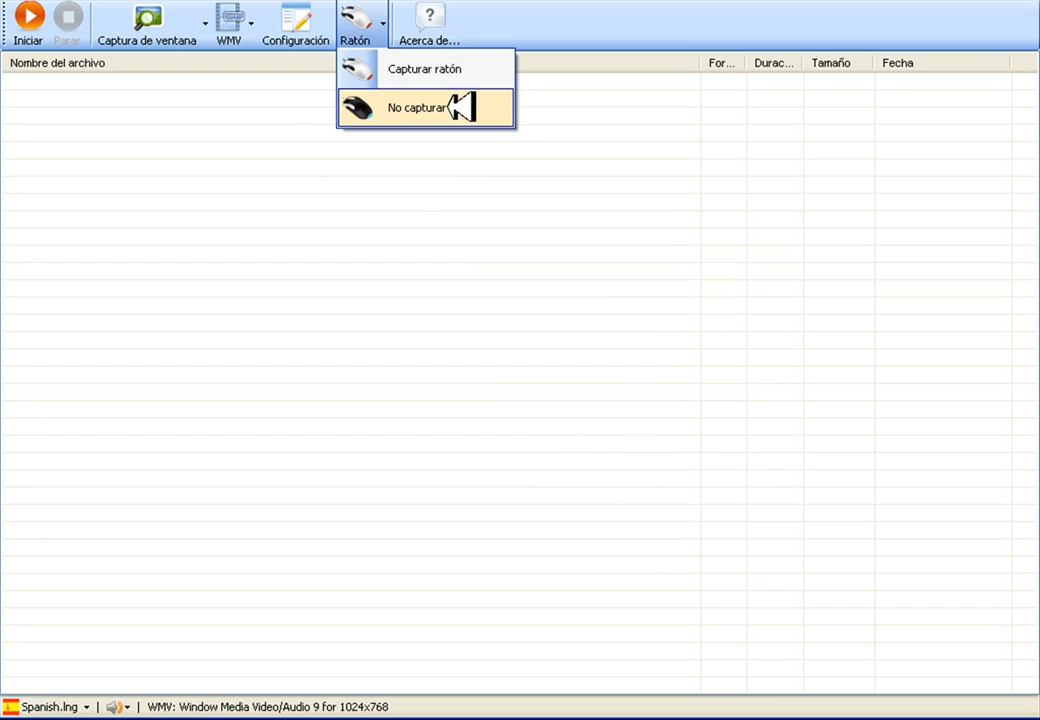 Iniciar Parar Captura de ventana WMV Configuración Ratón Acerca de...
Nombre del archivo For... Durac... Tamaño Fecha
Capturar ratón
No capturar
Spanish.lng | | WMV: Window Media Video/Audio 9 for 1024x768